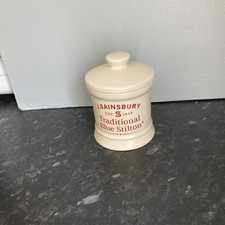 J.SAINSBURY
EST S 1869
Traditional
Blue Stilton